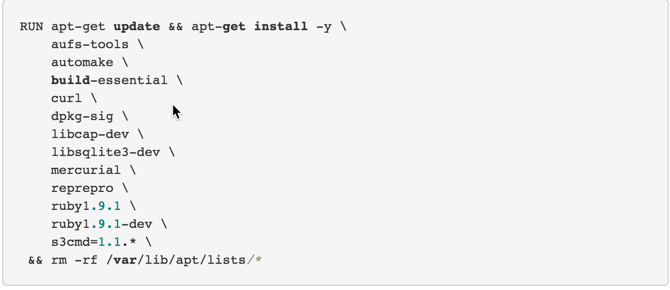 RUN apt-get update && apt-get install -y \
    aufs-tools \
    automake \
    build-essential \
    curl \
    dpkg-sig \
    libcap-dev \
    libsqlite3-dev \
    mercurial \
    reprepro \
    ruby1.9.1 \
    ruby1.9.1-dev \
    s3cmd=1.1.* \
 && rm -rf /var/lib/apt/lists/*